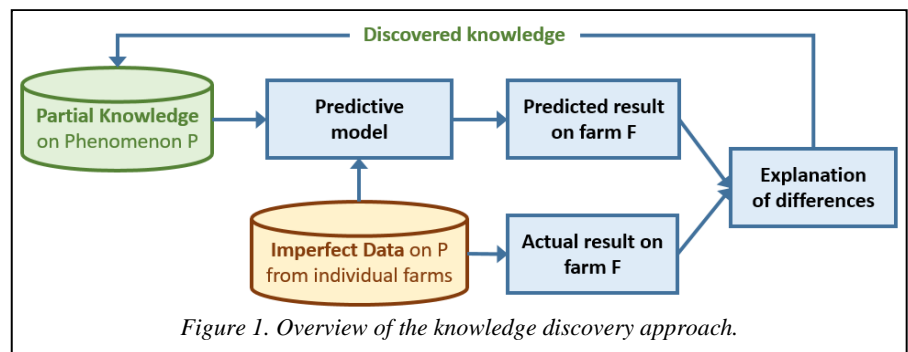 Discovered knowledge
Partial Knowledge
on Phenomenon P
Predictive
model
Predicted result
on farm F
Explanation
of differences
Imperfect Data on P
from individual farms
Actual result on
farm F
Figure 1. Overview of the knowledge discovery approach.